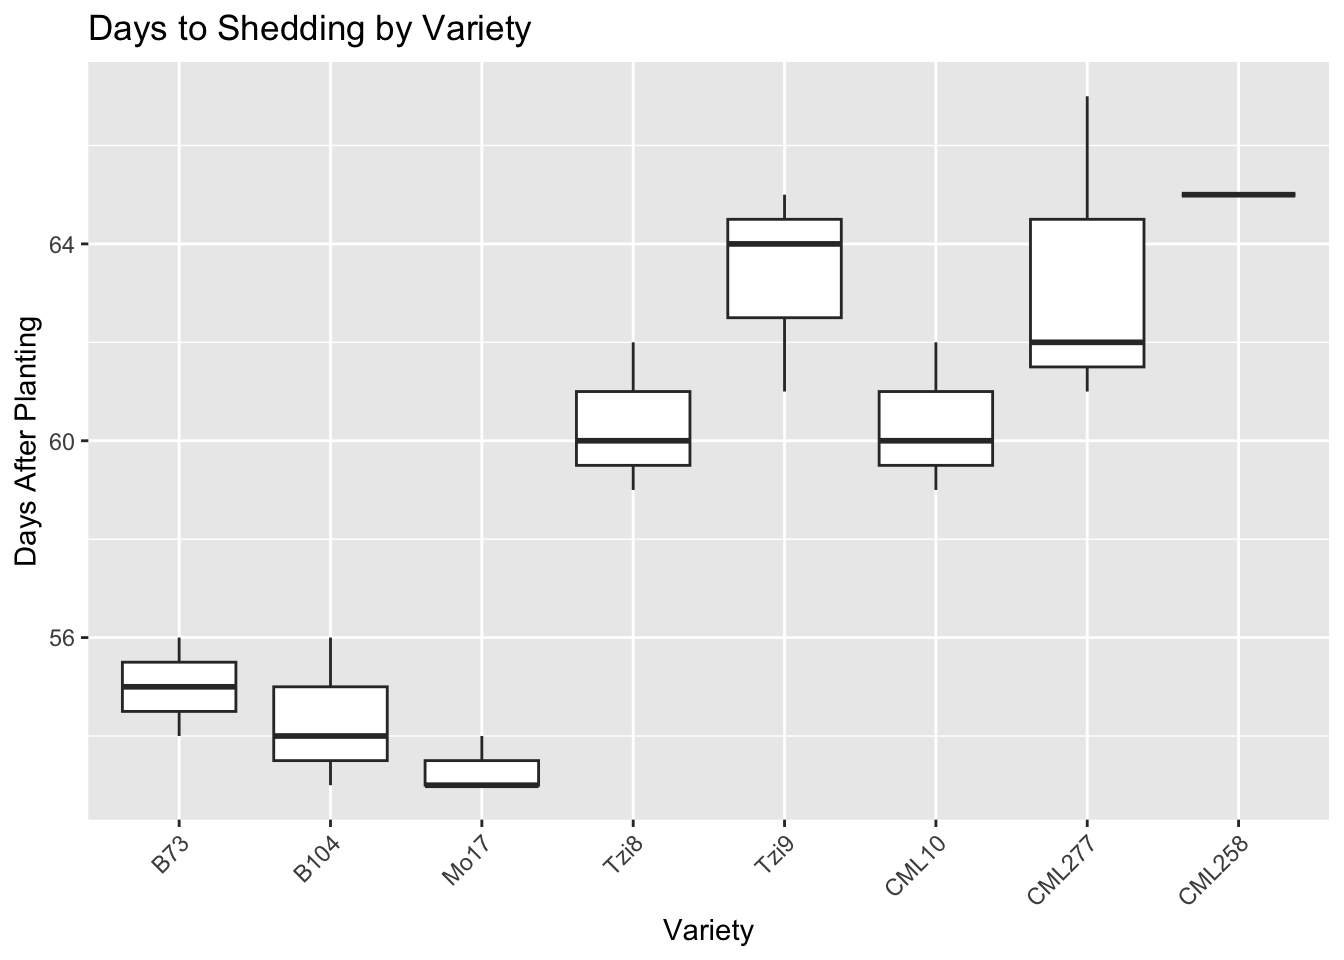 Days to Shedding by Variety
Days After Planting
64
60
56
B73
B104
Mo17
Tzi8
Tzi9
CML10
CML277
CML258
Variety